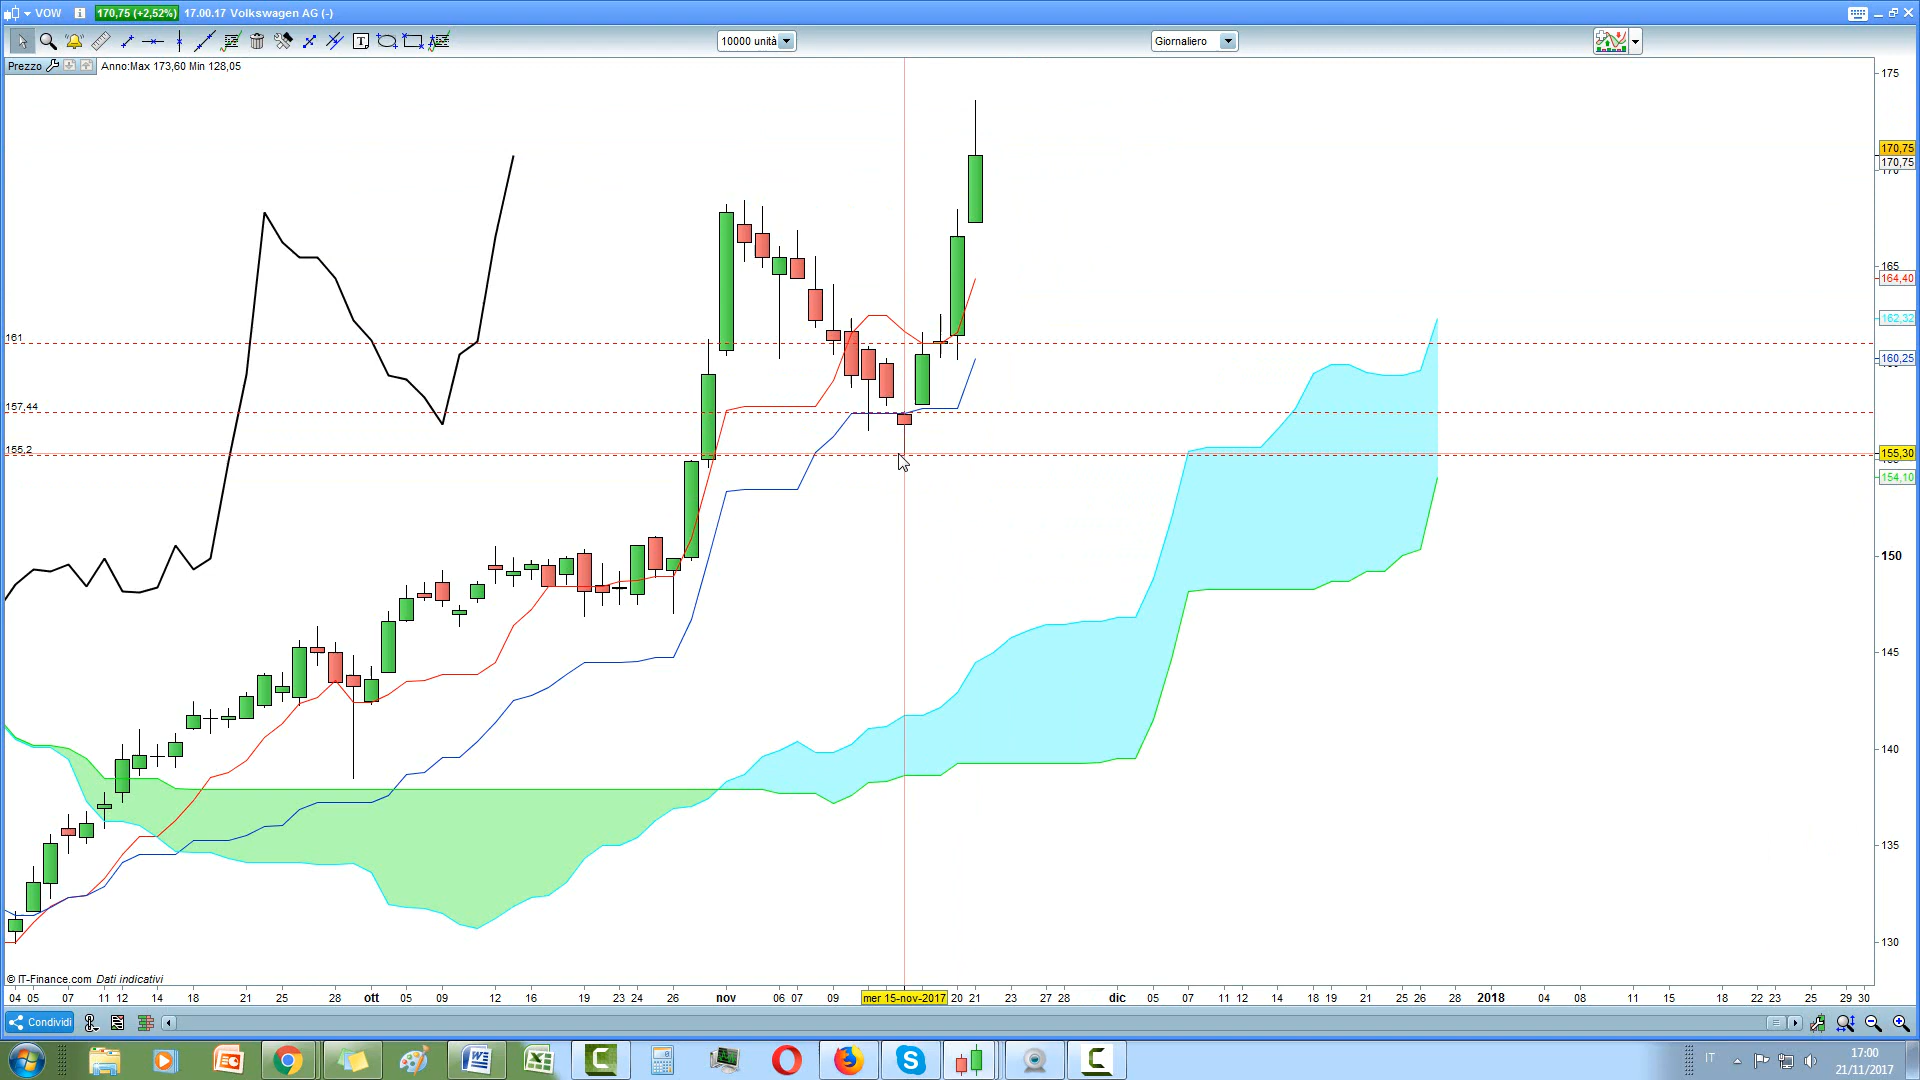 VOW i 170,75 (+2,52%) 17.00.17 Volkswagen AG (-)
10000 unità Giornaliero
Prezzo Anno:Max 173,60 Min 128,05
175
170,75
170,75
165
164,40
162,32
161
160,25
157,44
155,2
155,30
154,10
150
145
140
135
130
© IT-Finance.com Dati indicativi
04 05 07 11 12 14 18 21 25 28 ott 05 09 12 16 19 23 24 26 nov 06 07 09 mer 15-nov-2017 20 21 23 27 28 dic 05 07 11 12 14 18 19 21 25 26 28 2018 04 08 11 15 18 22 23 25 29 30
Condividi
IT 17:00
21/11/2017